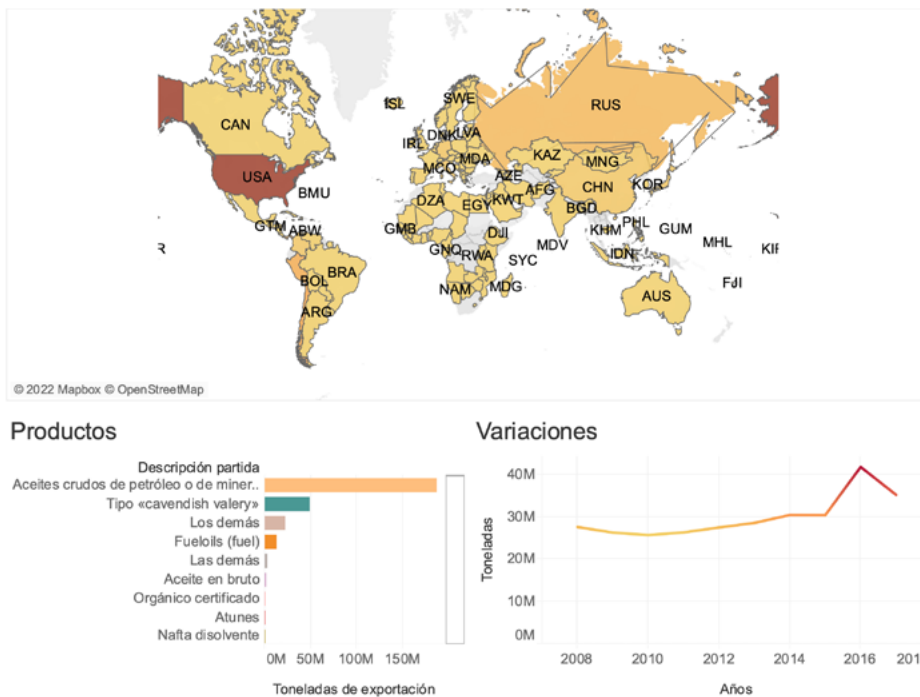 ISL
SWE
RUS
CAN
IRL
DNK
LVA
MDA
KAZ
MCO
MNG
USA
AZE
KOR
BMU
AFG
CHN
DZA
EGY
KWT
BGD
GTM
ABW
GMB
DJI
KHM
PHL
GUM
GNQ
MDV
MHL
KIR
R
RWA
SYC
IDN
BRA
BOL
FJI
NAM
MDG
ARG
AUS
© 2022 Mapbox © OpenStreetMap
Productos
Descripción partida
Aceites crudos de petróleo o de miner..
Tipo «cavendish valery»
Los demás
Fueloils (fuel)
Las demás
Aceite en bruto
Orgánico certificado
Atunes
Nafta disolvente
0M 50M 100M 150M
Toneladas de exportación
Variaciones
40M
30M
20M
10M
0M
Toneladas
2008 2010 2012 2014 2016 201
Años